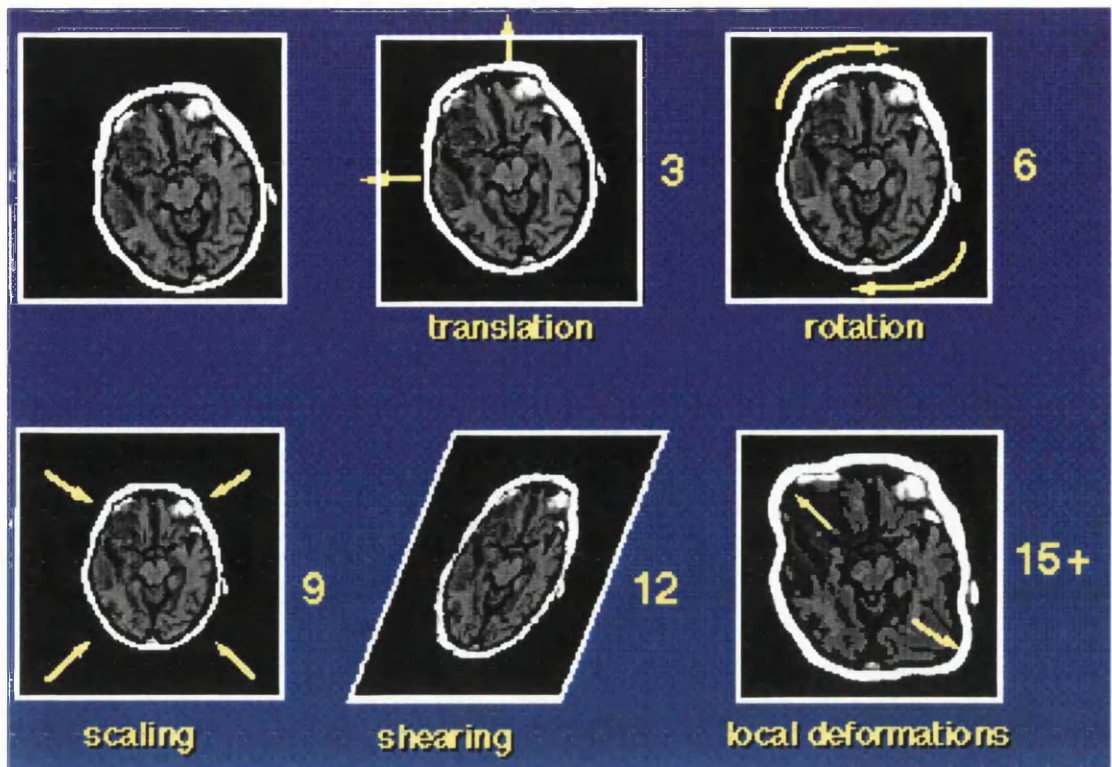 3
6
translation
rotation
9
12
15+
scaling
shearing
local deformations